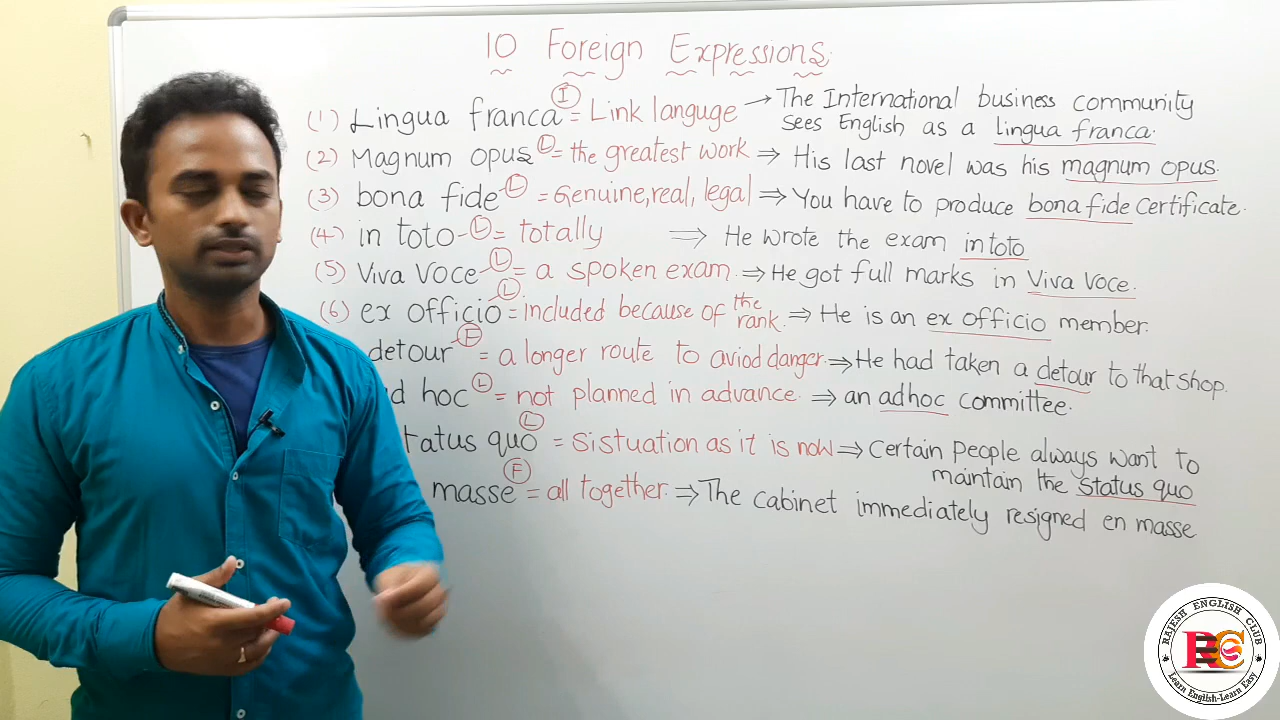 10 Foreign Expressions
(1) Lingua franca (I) = Link languge → The International business community
sees English as a lingua franca.
(2) Magnum opus (L) = the greatest work ⇒ His last novel was his magnum opus.
(3) bona fide (L) = Genuine, real, legal ⇒ You have to produce bona fide Certificate.
(4) in toto (L) = totally ⇒ He wrote the exam in toto
(5) Viva Voce (L) = a spoken exam ⇒ He got full marks in Viva Voce.
(6) ex officio (L) = included because of the rank. ⇒ He is an ex officio member.
detour (F) = a longer route to aviod danger. ⇒ He had taken a detour to that shop.
d hoc (L) = not planned in advance. ⇒ an adhoc committee.
tatus quo (L) = Sistuation as it is now ⇒ Certain People always want to
maintain the status quo
masse (F) = all together. ⇒ The cabinet immediately resigned en masse
RAJESH ENGLISH CLUB
REC
Learn English-Learn Easy